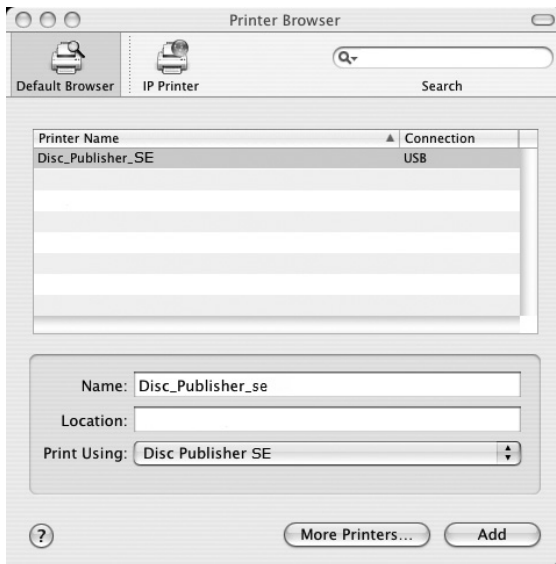 Printer Browser
Default Browser IP Printer Search
Printer Name Connection
Disc_Publisher_SE USB
Name: Disc_Publisher_se
Location:
Print Using: Disc Publisher SE
? More Printers... Add